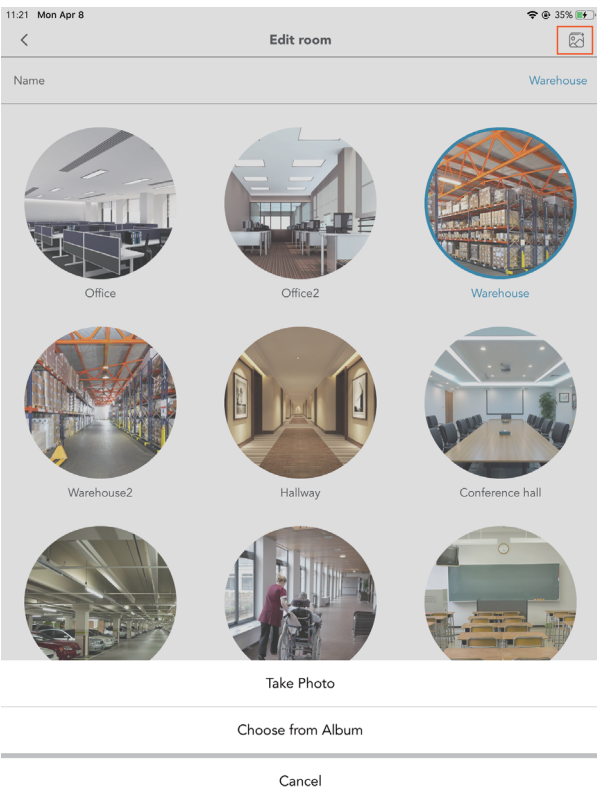 11:21 Mon Apr 8 35%
Edit room
Name Warehouse
Office Office2 Warehouse
Warehouse2 Hallway Conference hall
Take Photo
Choose from Album
Cancel